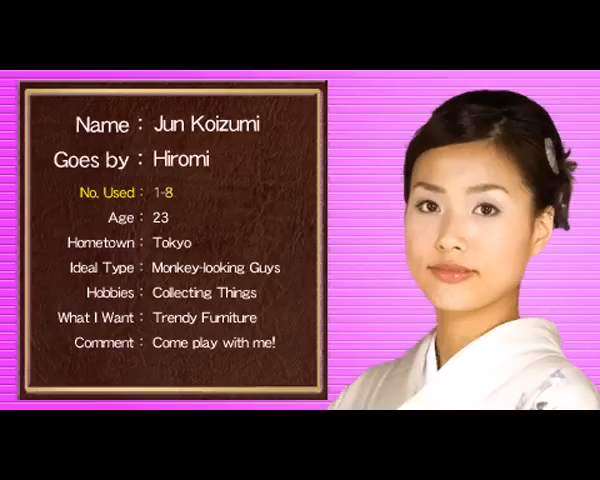 Name : Jun Koizumi
Goes by : Hiromi
No. Used : 1-8
Age : 23
Hometown : Tokyo
Ideal Type : Monkey-looking Guys
Hobbies : Collecting Things
What I Want : Trendy Furniture
Comment : Come play with me!